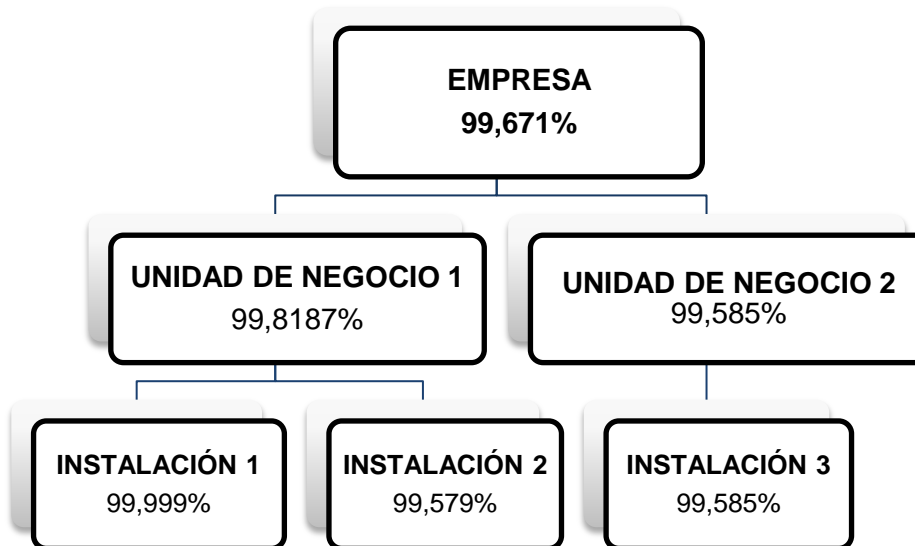 EMPRESA
99,671%
UNIDAD DE NEGOCIO 1
99,8187%
UNIDAD DE NEGOCIO 2
99,585%
INSTALACIÓN 1
99,999%
INSTALACIÓN 2
99,579%
INSTALACIÓN 3
99,585%